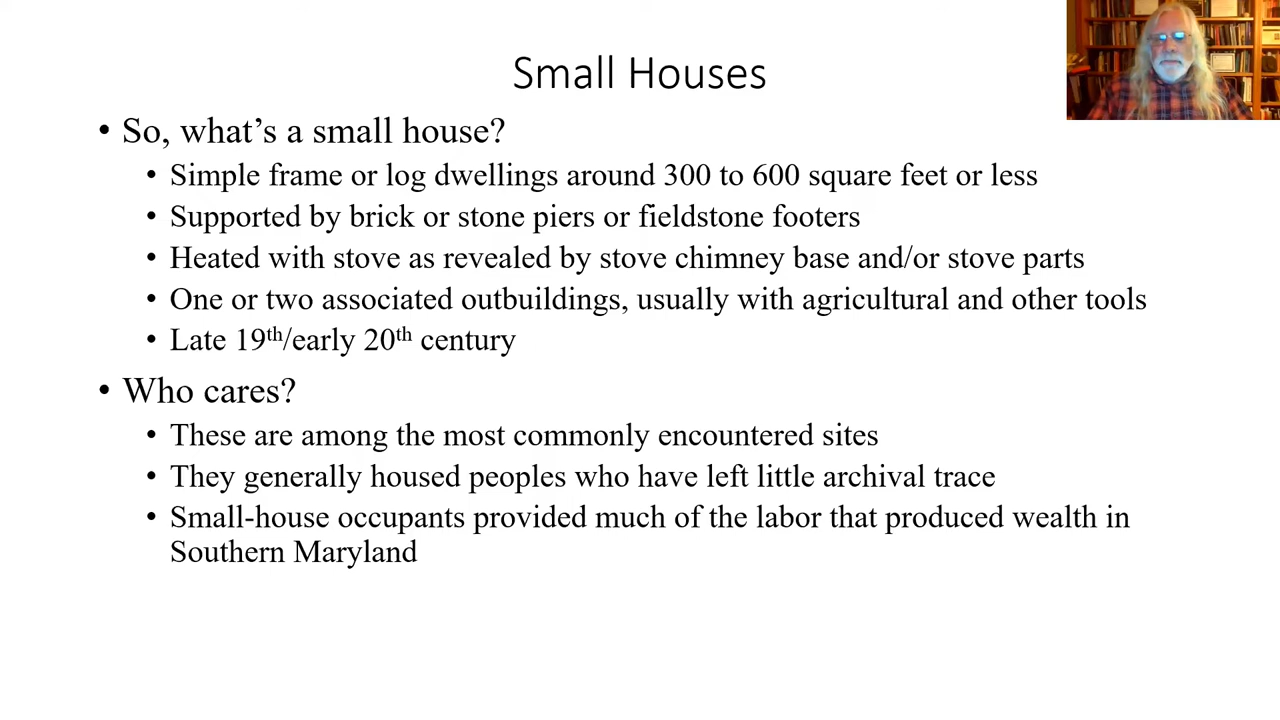 Small Houses
• So, what’s a small house?
• Simple frame or log dwellings around 300 to 600 square feet or less
• Supported by brick or stone piers or fieldstone footers
• Heated with stove as revealed by stove chimney base and/or stove parts
• One or two associated outbuildings, usually with agricultural and other tools
• Late 19th/early 20th century
• Who cares?
• These are among the most commonly encountered sites
• They generally housed peoples who have left little archival trace
• Small-house occupants provided much of the labor that produced wealth in
Southern Maryland